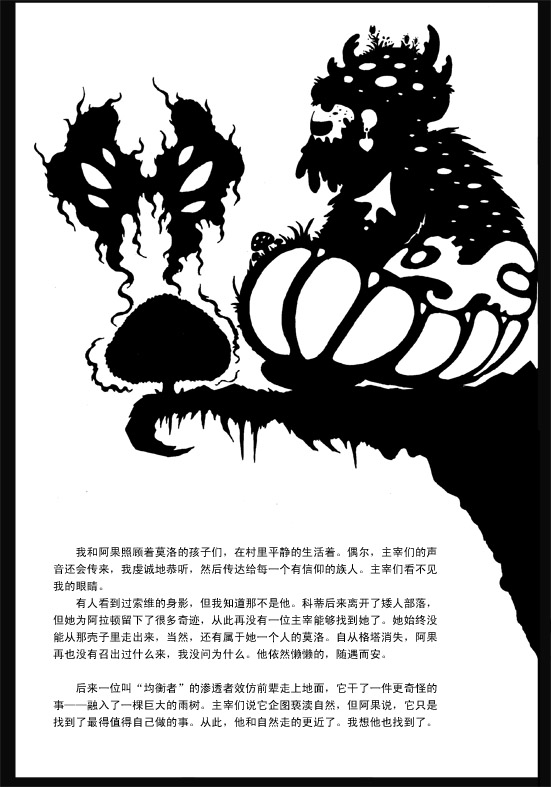 我和阿果照顾着莫洛的孩子们，在村里平静的生活着。偶尔，主宰们的声
音还会传来，我虔诚地恭听，然后传达给每一个有信仰的族人。主宰们看不见
我的眼睛。
有人看到过索维的身影，但我知道那不是他。科蒂后来离开了矮人部落，
但她为阿拉顿留下了很多奇迹，从此再没有一位主宰能够找到她了。她始终没
能从那壳子里走出来，当然，还有属于她一个人的莫洛。自从格塔消失，阿果
再也没有召出过什么来，我没问为什么。他依然懒懒的，随遇而安。
后来一位叫“均衡者”的渗透者效仿前辈走上地面，它干了一件更奇怪的
事——融入了一棵巨大的雨树。主宰们说它企图亵渎自然，但阿果说，它只是
找到了最得值得自己做的事。从此，他和自然走的更近了。我想他也找到了。